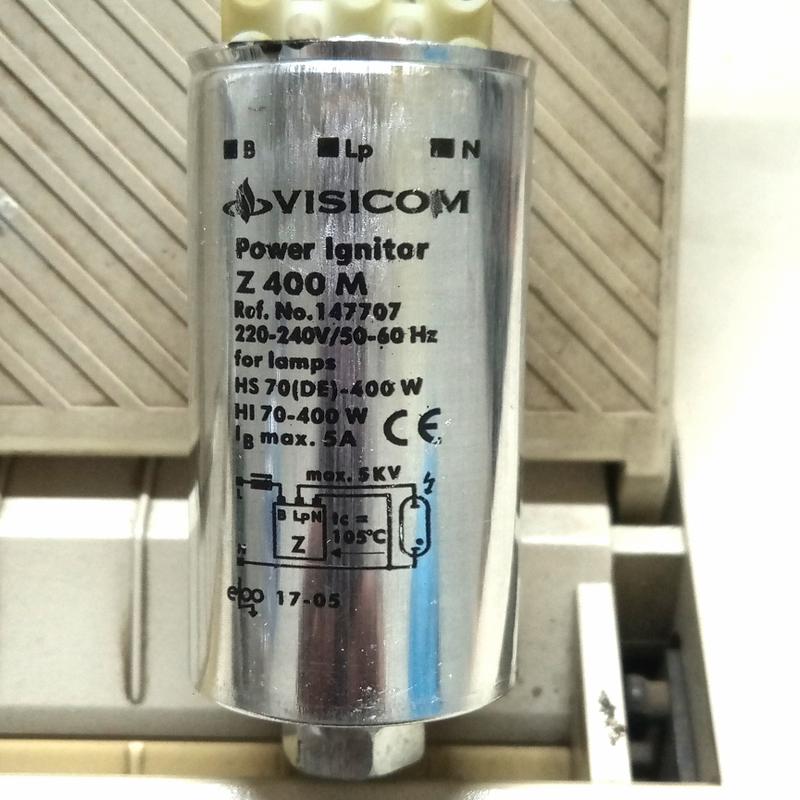 B Lp N
VISICOM
Power Ignitor
Z 400 M
Ref. No. 147707
220-240V/50-60 Hz
for lamps
HS 70(DE)-400 W
HI 70-400 W
IB max. 5A CE
max. 5KV
L
B Lp N
tc =
105°C
Z
N
17-05